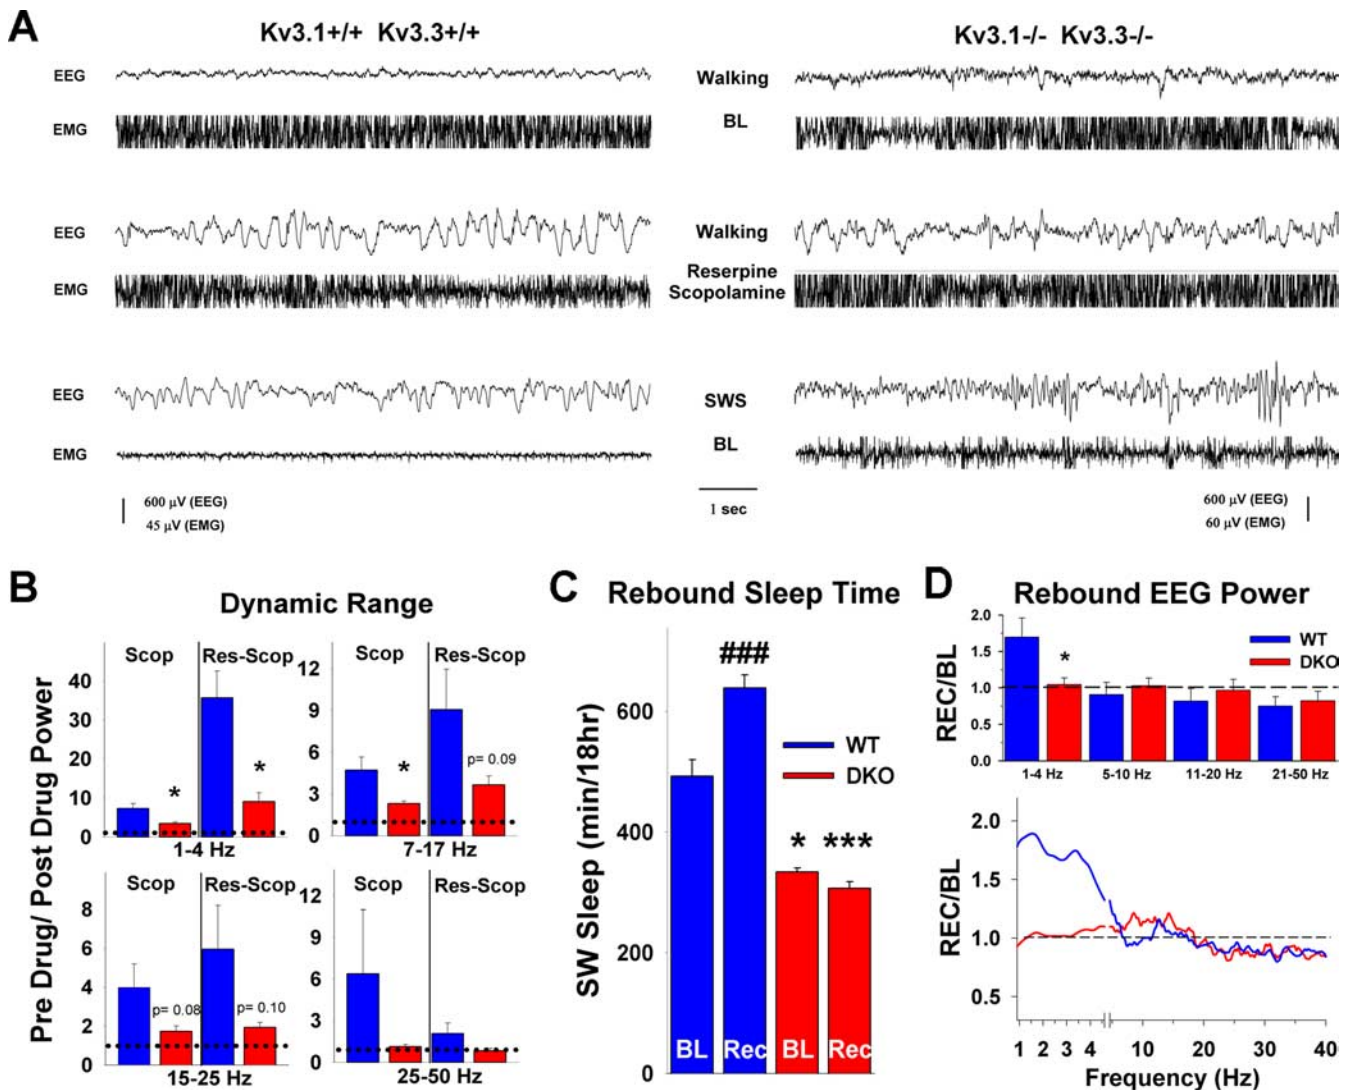 A
Kv3.1+/+ Kv3.3+/+
Kv3.1-/- Kv3.3-/-
EEG
Walking
EMG
BL
EEG
Walking
EMG
Reserpine
Scopolamine
EEG
SWS
EMG
BL
600 µV (EEG)
45 µV (EMG)
1 sec
600 µV (EEG)
60 µV (EMG)
B
Dynamic Range
Pre Drug/ Post Drug Power
Scop
Res-Scop
40
30
20
10
0
*
*
1-4 Hz
Scop
Res-Scop
12
9
6
3
0
*
p= 0.09
7-17 Hz
Scop
Res-Scop
8
6
4
2
0
p= 0.08
p= 0.10
15-25 Hz
Scop
Res-Scop
12
9
6
3
0
25-50 Hz
C
Rebound Sleep Time
SW Sleep (min/18hr)
600
400
200
0
###
WT
DKO
*
***
BL
Rec
BL
Rec
D
Rebound EEG Power
REC/BL
2.0
1.5
1.0
0.5
0.0
WT
DKO
*
1-4 Hz
5-10 Hz
11-20 Hz
21-50 Hz
REC/BL
2.0
1.5
1.0
0.5
1 2 3 4 10 20 30 40
Frequency (Hz)